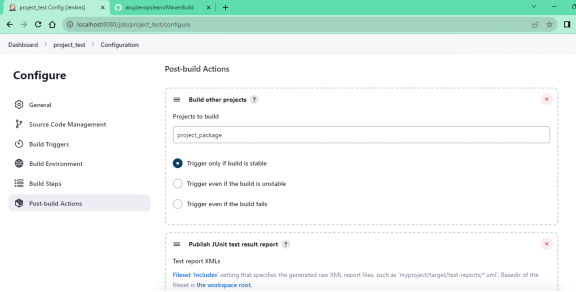 project_test Config [Jenkins]
anujdevopslearn/MavenBuild
localhost:8080/job/project_test/configure
Dashboard > project_test > Configuration
Configure
General
Source Code Management
Build Triggers
Build Environment
Build Steps
Post-build Actions
Post-build Actions
Build other projects ?
Projects to build
project_package
Trigger only if build is stable
Trigger even if the build is unstable
Trigger even if the build fails
Publish JUnit test result report ?
Test report XMLs
Fileset 'includes' setting that specifies the generated raw XML report files, such as 'myproject/target/test-reports/*.xml'. Basedir of the
fileset is the workspace root.